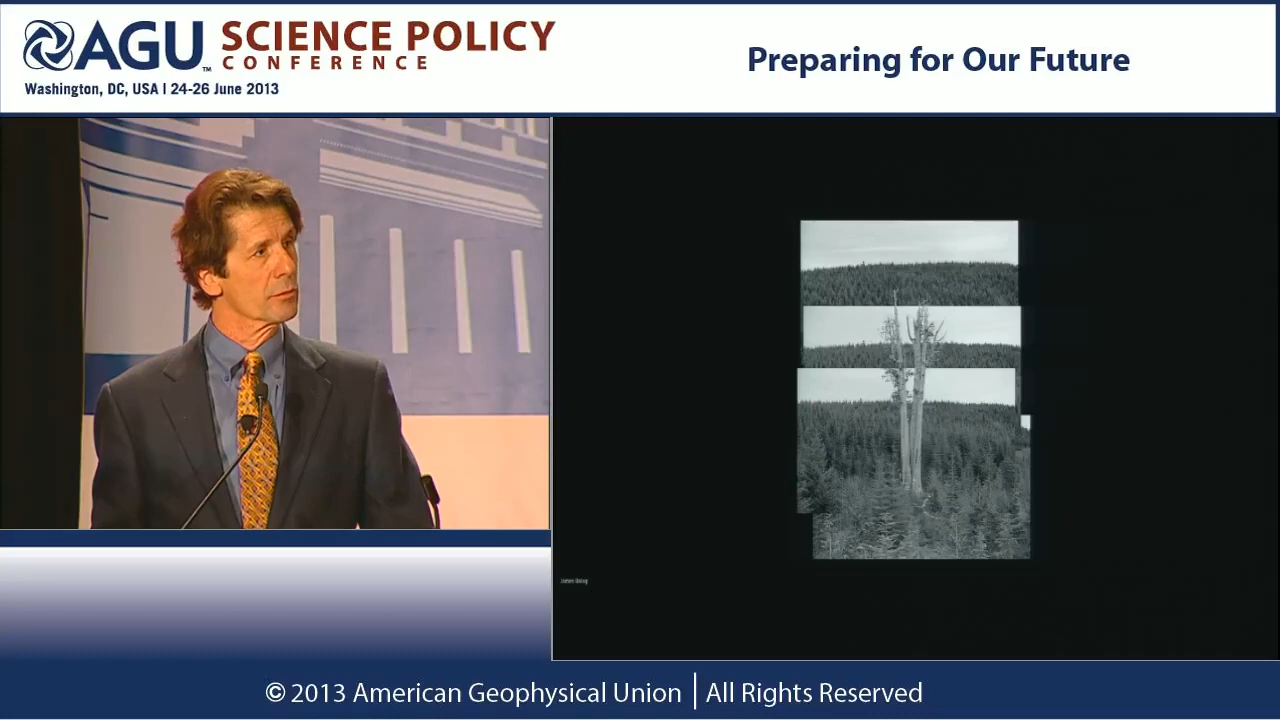 AGU SCIENCE POLICY
TM
CONFERENCE
Washington, DC, USA | 24-26 June 2013
Preparing for Our Future
© 2013 American Geophysical Union | All Rights Reserved